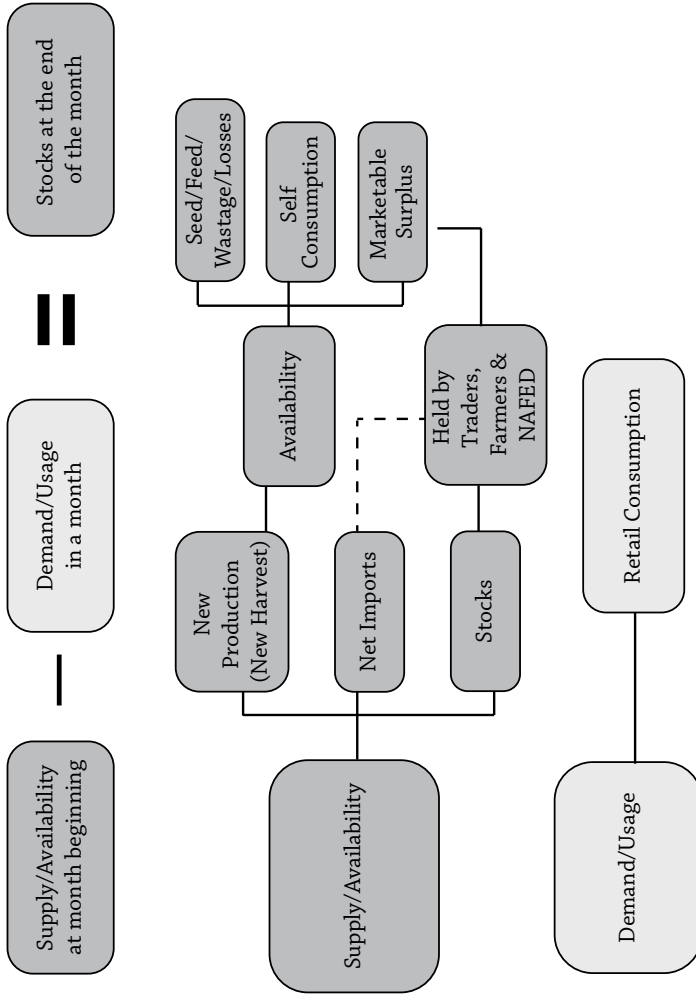 Supply/Availability
at month beginning
—
Demand/Usage
in a month
=
Stocks at the end
of the month
Supply/Availability
New
Production
(New Harvest)
Availability
Seed/Feed/
Wastage/Losses
Self
Consumption
Marketable
Surplus
Net Imports
Stocks
Held by
Traders,
Farmers &
NAFED
Demand/Usage
Retail Consumption